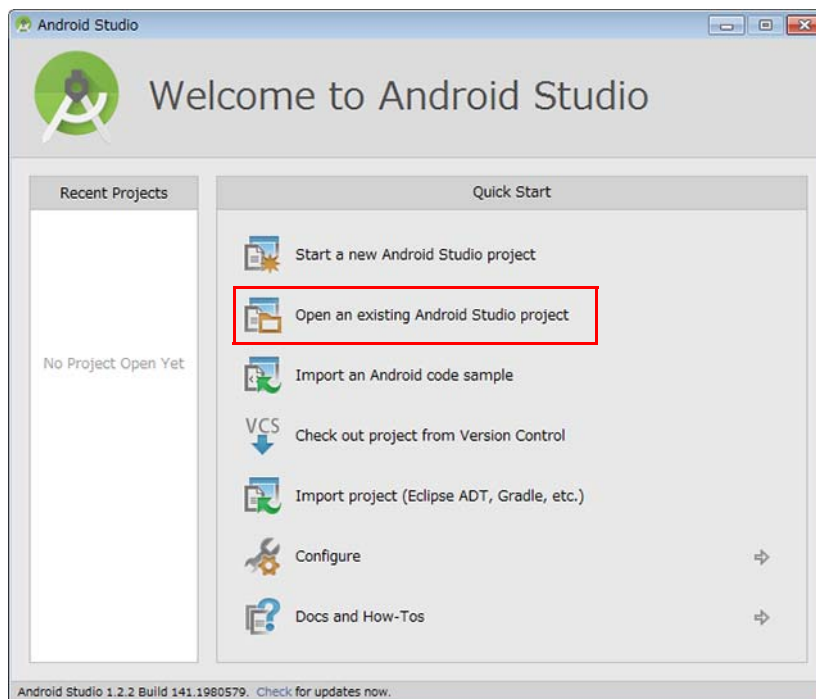 Android Studio
Welcome to Android Studio
Recent Projects
No Project Open Yet
Quick Start
Start a new Android Studio project
Open an existing Android Studio project
Import an Android code sample
VCS
Check out project from Version Control
Import project (Eclipse ADT, Gradle, etc.)
Configure
Docs and How-Tos
Android Studio 1.2.2 Build 141.1980579. Check for updates now.